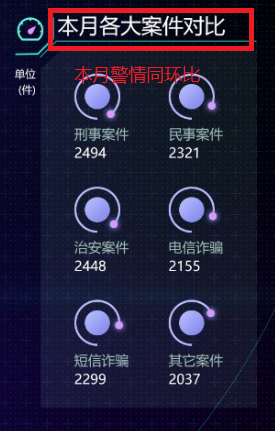 本月各大案件对比
单位
(件)
本月警情同环比
刑事案件
2494
民事案件
2321
治安案件
2448
电信诈骗
2155
短信诈骗
2299
其它案件
2037